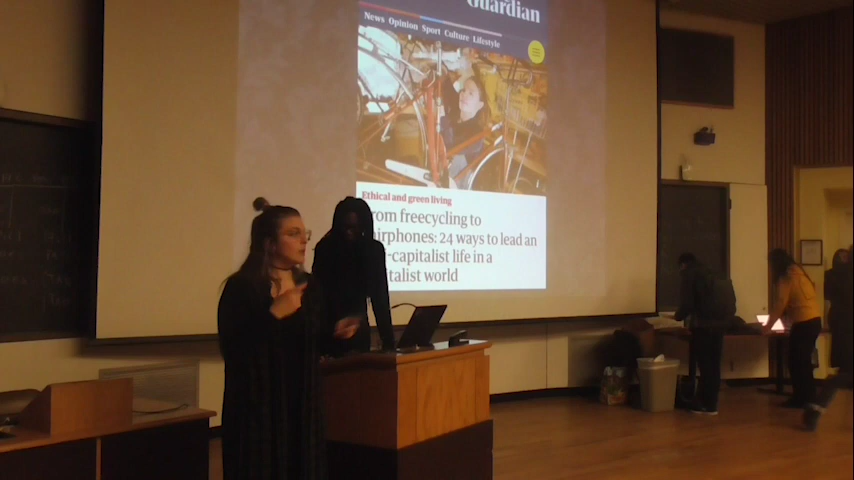 Guardian
News Opinion Sport Culture Lifestyle
Ethical and green living
rom freecycling to
airphones: 24 ways to lead an
-capitalist life in a
italist world